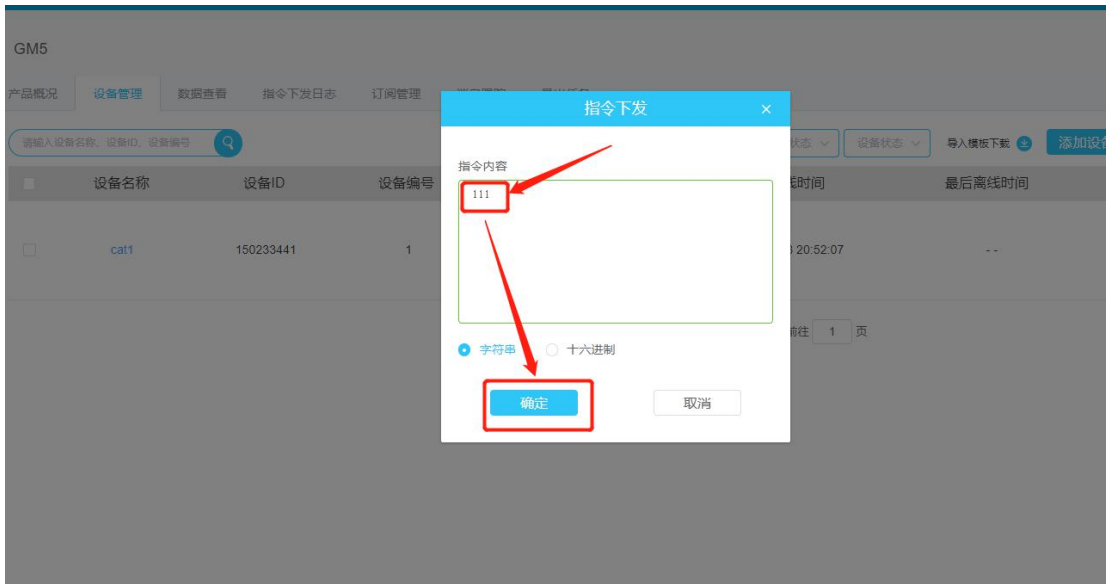 GM5
产品概况 设备管理 数据查看 指令下发日志 订阅管理
指令下发 ×
请输入设备名称、设备ID、设备编号
状态 设备状态 导入模板下载 添加设备
指令内容
111
设备名称 设备ID 设备编号 线时间 最后离线时间
cat1 150233441 1 20:52:07 - -
前往 1 页
字符串 十六进制
确定 取消